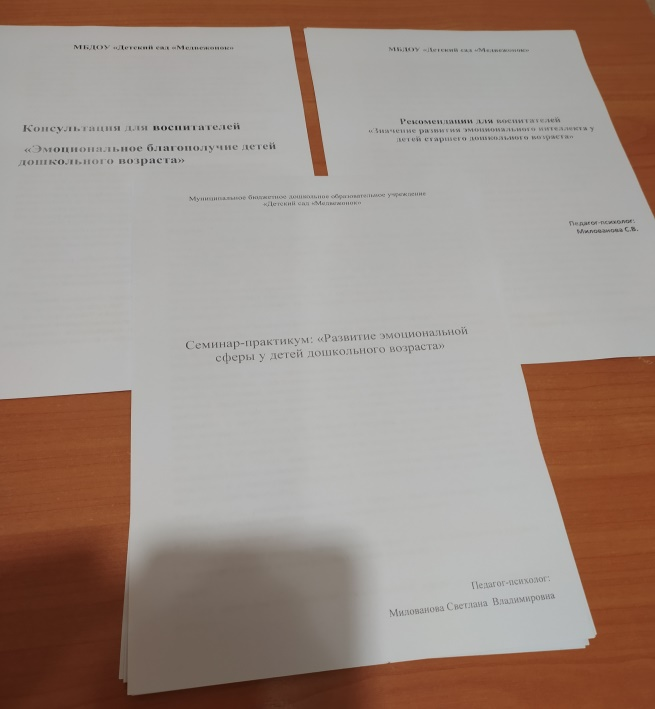 МБДОУ «Детский сад «Медвежонок»
Консультация для воспитателей
«Эмоциональное благополучие детей
дошкольного возраста»
МБДОУ «Детский сад «Медвежонок»
Рекомендации для воспитателей
«Значение развития эмоционального интеллекта у
детей старшего дошкольного возраста»
Педагог-психолог:
Милованова С.В.
Муниципальное бюджетное дошкольное образовательное учреждение
«Детский сад «Медвежонок»
Семинар-практикум: «Развитие эмоциональной
сферы у детей дошкольного возраста»
Педагог-психолог:
Милованова Светлана Владимировна